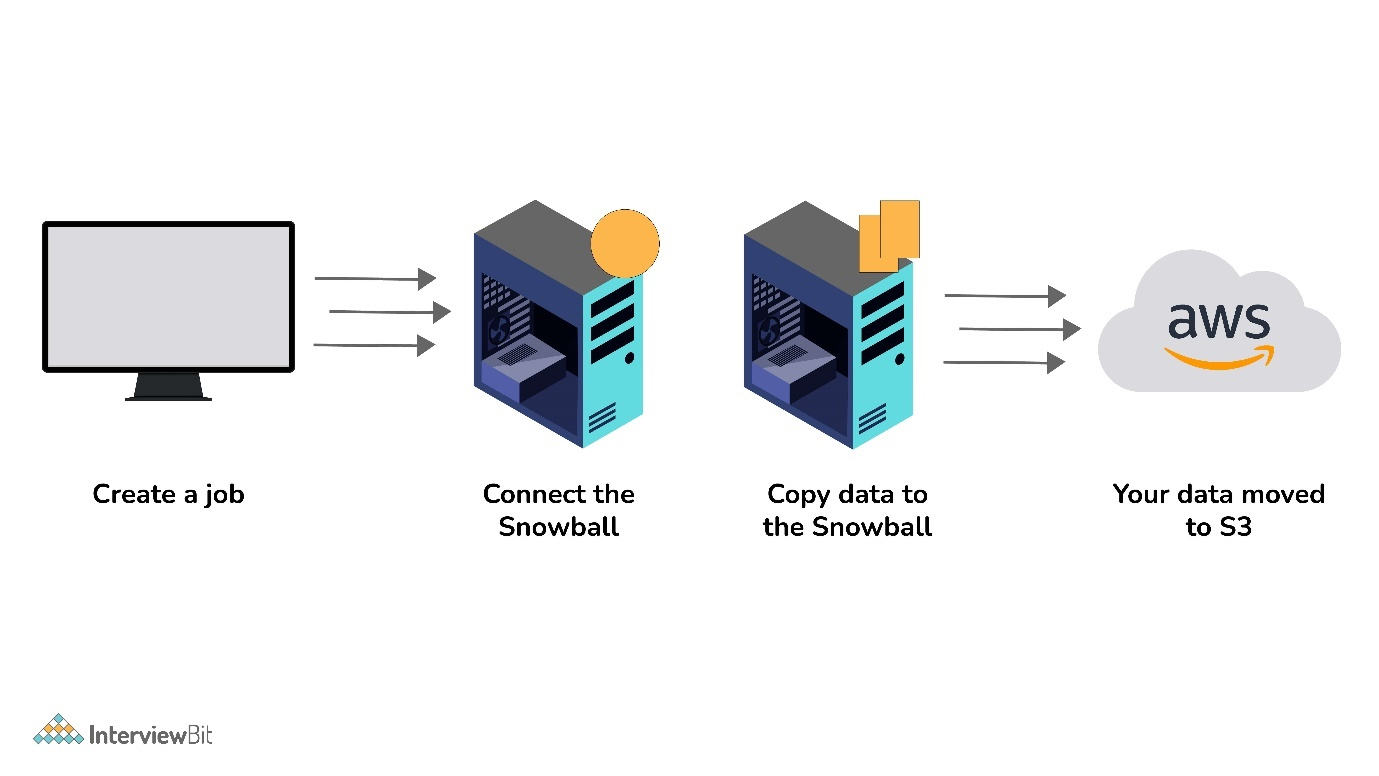 aws
Create a job
Connect the
Snowball
Copy data to
the Snowball
Your data moved
to S3
InterviewBit